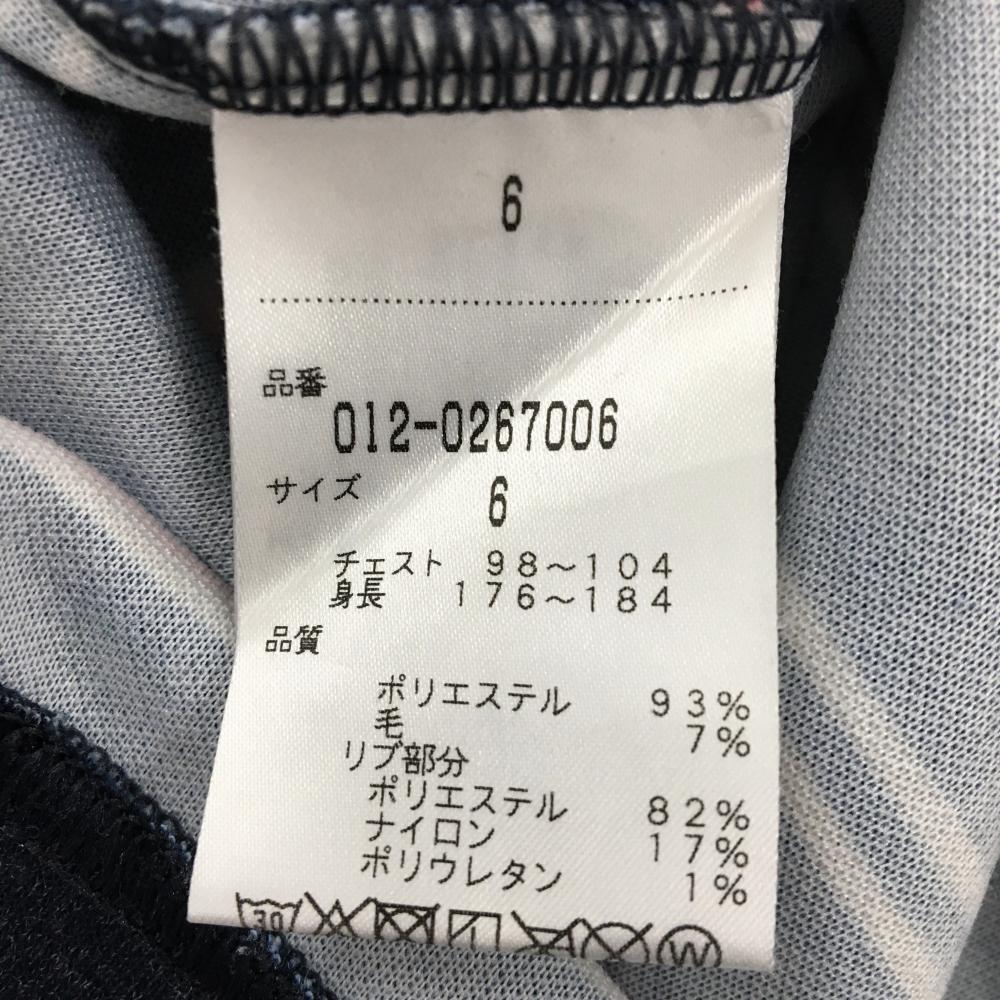 6
品番
012-0267006
サイズ 6
チェスト 98～104
身長 176～184
品質
ポリエステル 93%
毛 7%
リブ部分
ポリエステル 82%
ナイロン 17%
ポリウレタン 1%
30
W